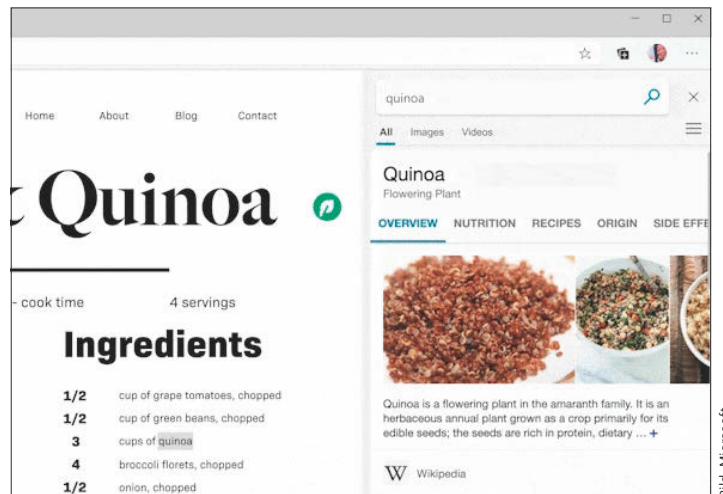 quinoa
Home About Blog Contact
All Images Videos
Quinoa
Flowering Plant
Quinoa
OVERVIEW NUTRITION RECIPES ORIGIN SIDE EFFE
- cook time 4 servings
Ingredients
1/2 cup of grape tomatoes, chopped
1/2 cup of green beans, chopped
3 cups of quinoa
4 broccoli florets, chopped
1/2 onion, chopped
Quinoa is a flowering plant in the amaranth family. It is an
herbaceous annual plant grown as a crop primarily for its
edible seeds; the seeds are rich in protein, dietary ... +
W Wikipedia